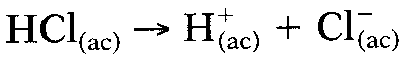 HCl(ac) → H⁺(ac) + Cl⁻(ac)